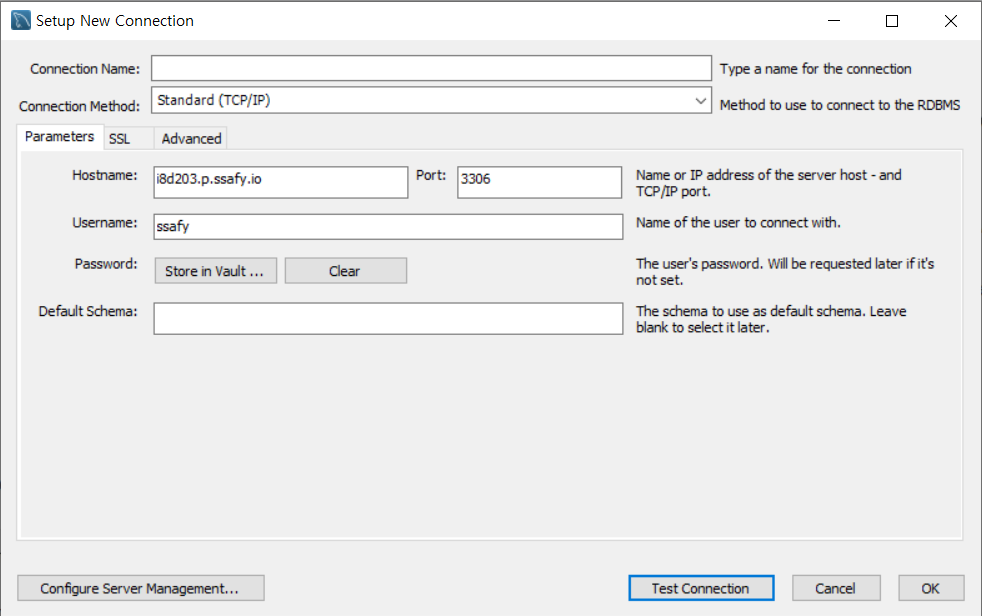 Setup New Connection
Connection Name:
Type a name for the connection
Connection Method: Standard (TCP/IP)
Method to use to connect to the RDBMS
Parameters SSL Advanced
Hostname: i8d203.p.ssafy.io Port: 3306
Name or IP address of the server host - and
TCP/IP port.
Username: ssafy
Name of the user to connect with.
Password: Store in Vault ... Clear
The user's password. Will be requested later if it's
not set.
Default Schema:
The schema to use as default schema. Leave
blank to select it later.
Configure Server Management... Test Connection Cancel OK